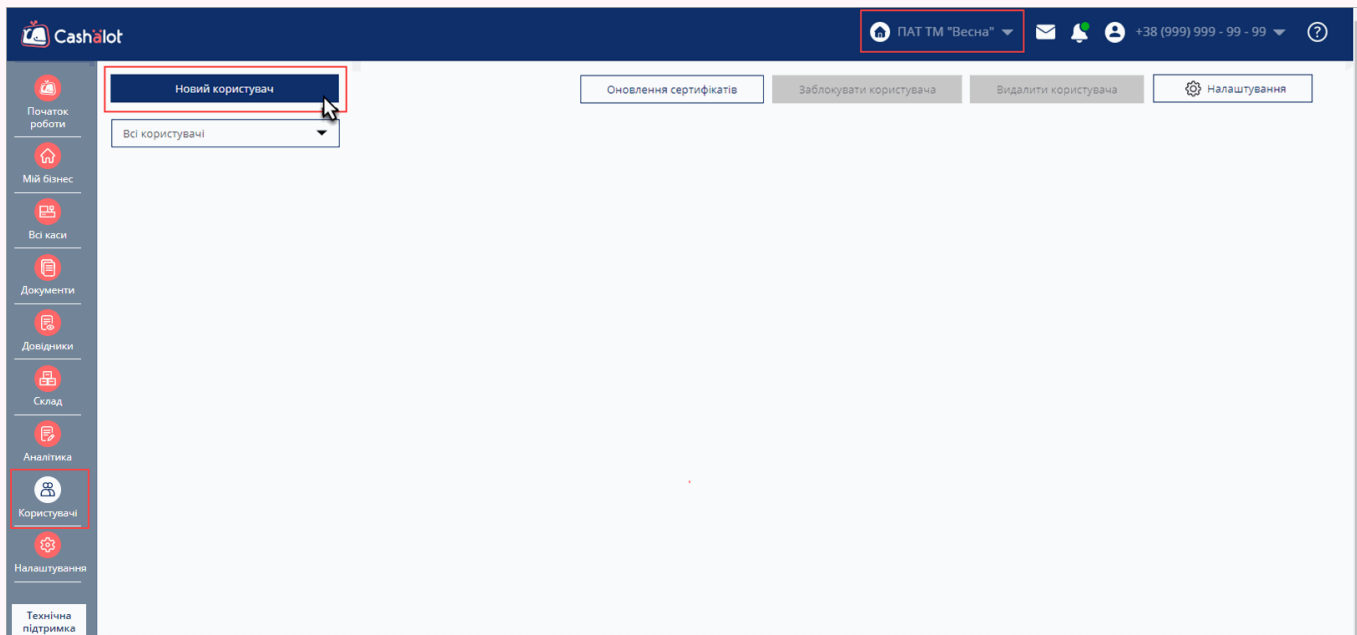 Cashalot
ПАТ ТМ "Весна"
+38 (999) 999 - 99 - 99
Новий користувач
Оновлення сертифікатів
Заблокувати користувача
Видалити користувача
Налаштування
Всі користувачі
Початок
роботи
Мій бізнес
Всі каси
Документи
Довідники
Склад
Аналітика
Користувачі
Налаштування
Технічна
підтримка